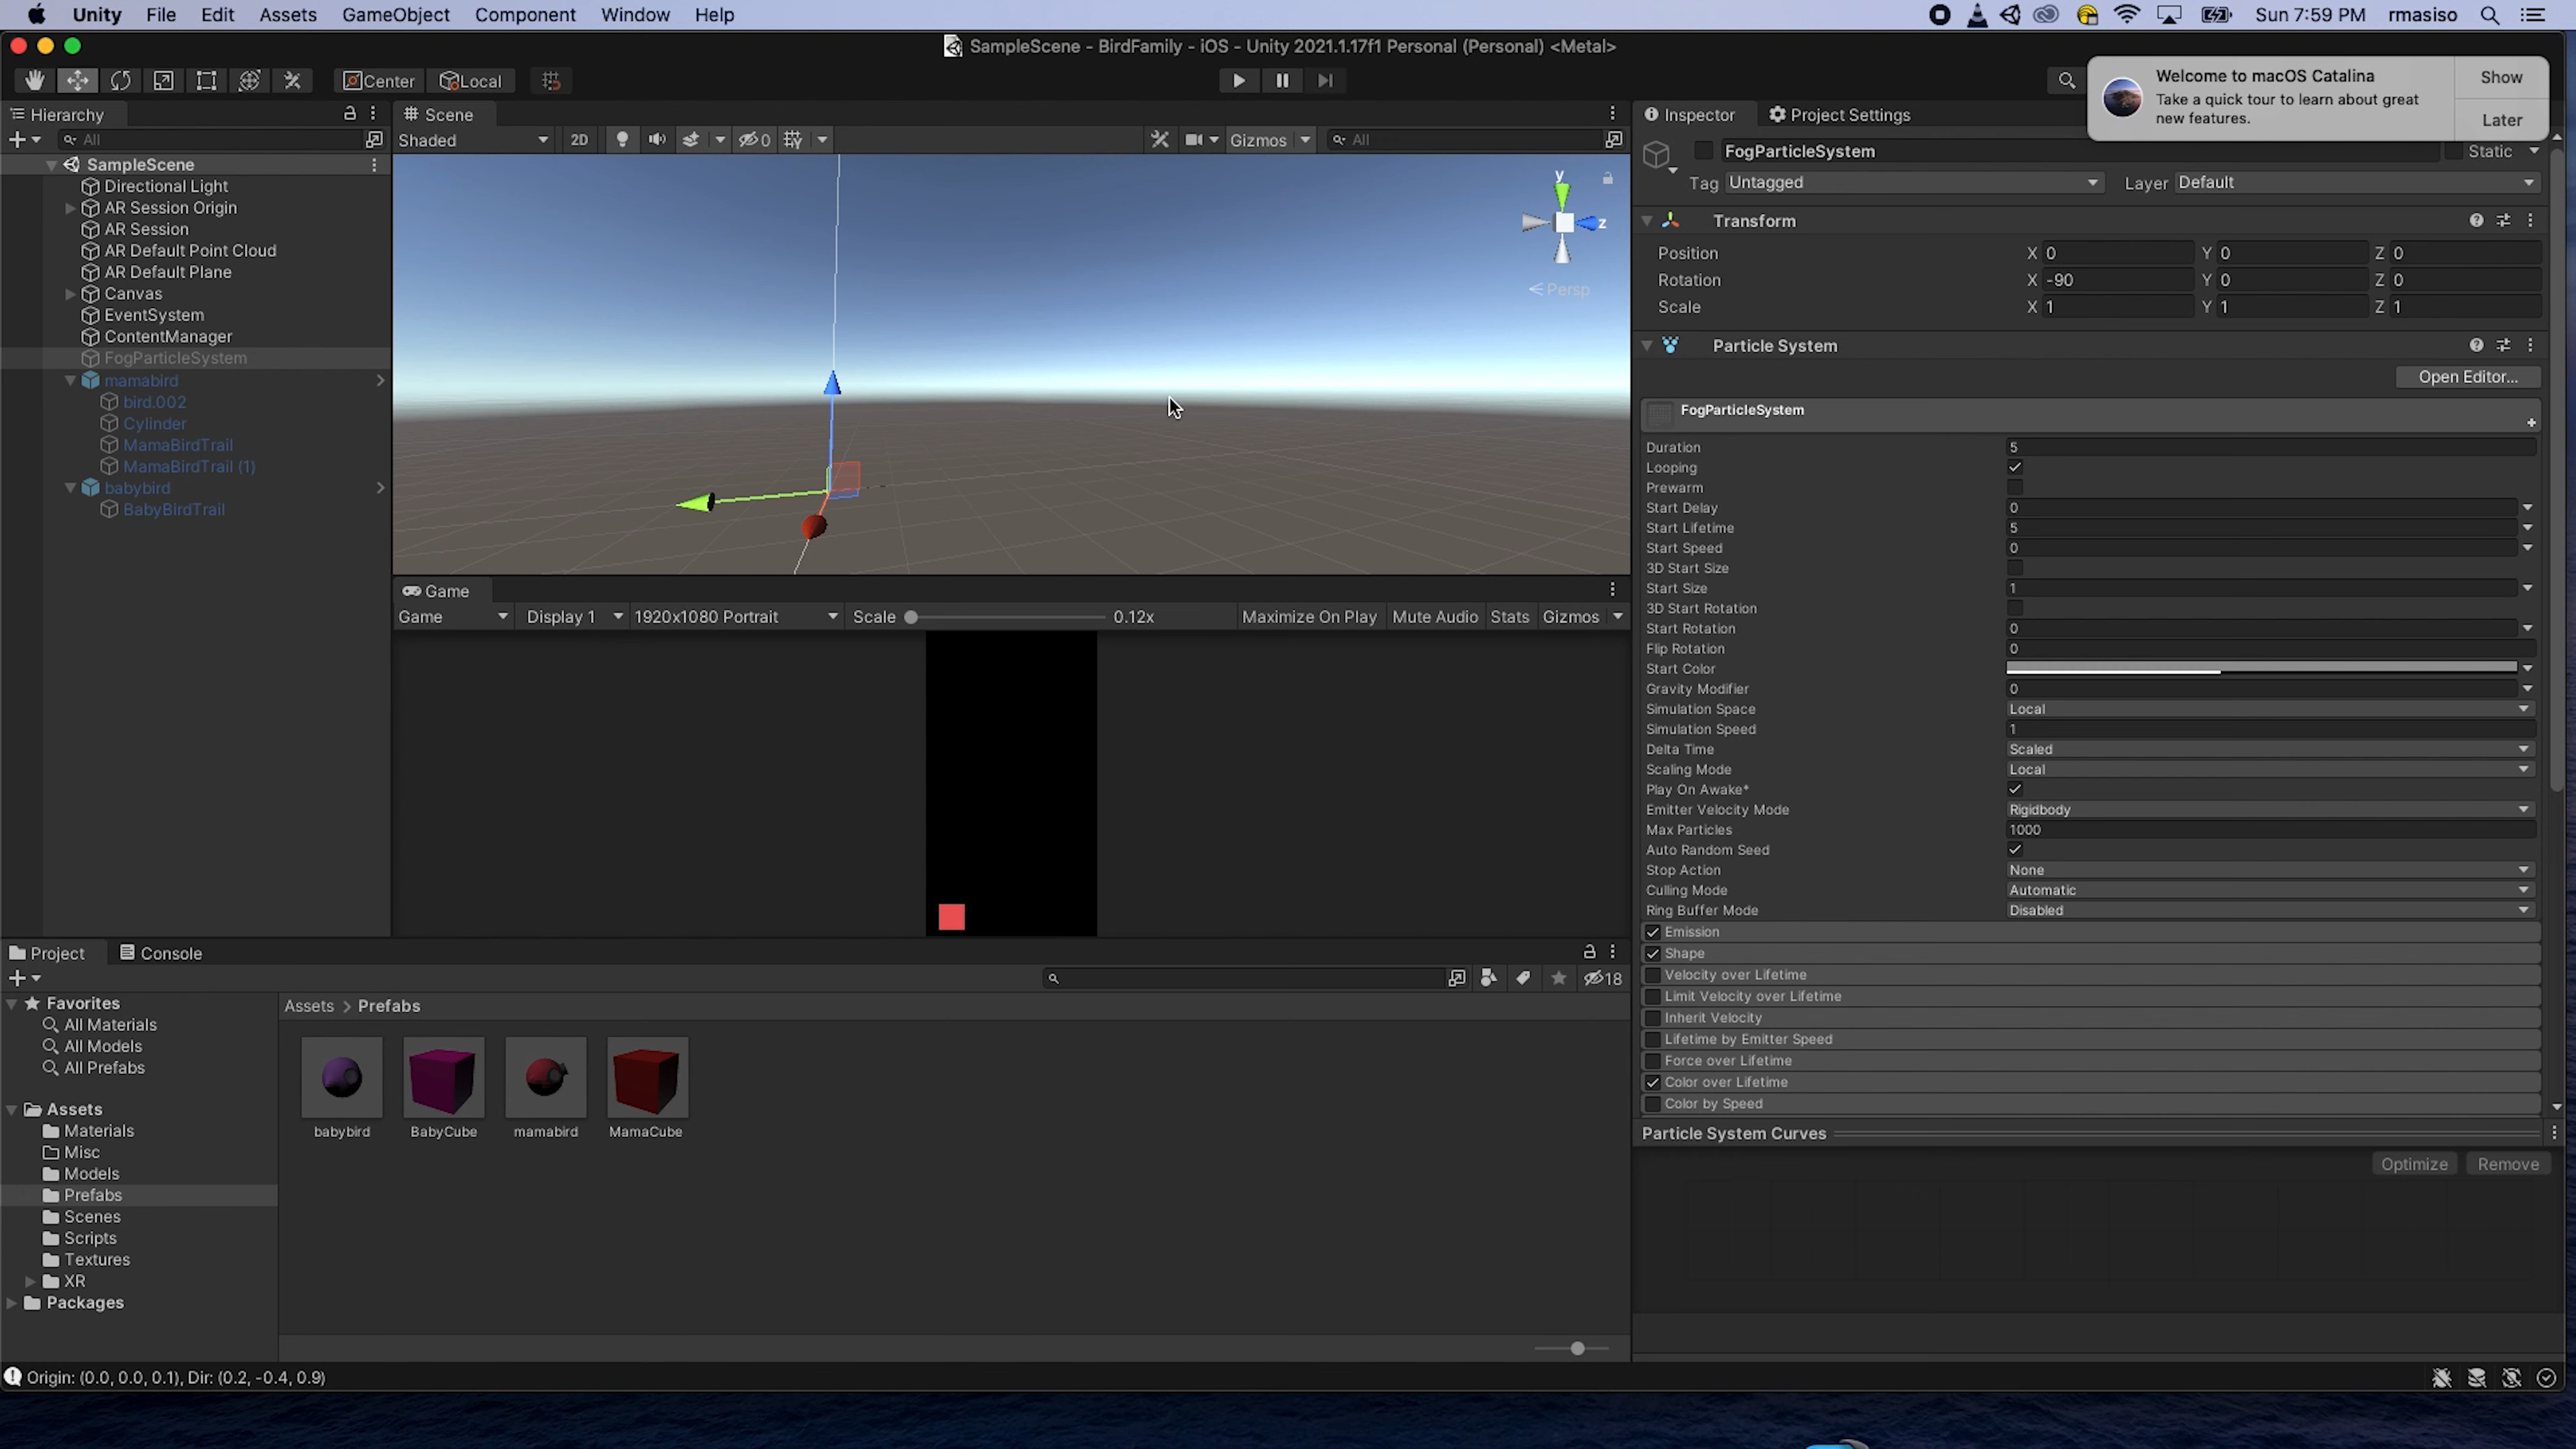 Unity File Edit Assets GameObject Component Window Help Sun 7:59 PM rmasiso
SampleScene - BirdFamily - iOS - Unity 2021.1.17f1 Personal (Personal) <Metal>
Center Local
Welcome to macOS Catalina
Take a quick tour to learn about great
new features.
Show
Later
Hierarchy
All
SampleScene
Directional Light
AR Session Origin
AR Session
AR Default Point Cloud
AR Default Plane
Canvas
EventSystem
ContentManager
FogParticleSystem
mamabird
bird.002
Cylinder
MamaBirdTrail
MamaBirdTrail (1)
babybird
BabyBirdTrail
Scene
Shaded 2D 0 Gizmos All
y
z
Persp
Game
Game Display 1 1920x1080 Portrait Scale 0.12x Maximize On Play Mute Audio Stats Gizmos
Inspector Project Settings
FogParticleSystem Static
Tag Untagged Layer Default
Transform
Position X 0 Y 0 Z 0
Rotation X -90 Y 0 Z 0
Scale X 1 Y 1 Z 1
Particle System
Open Editor...
FogParticleSystem
Duration 5
Looping
Prewarm
Start Delay 0
Start Lifetime 5
Start Speed 0
3D Start Size
Start Size 1
3D Start Rotation
Start Rotation 0
Flip Rotation 0
Start Color
Gravity Modifier 0
Simulation Space Local
Simulation Speed 1
Delta Time Scaled
Scaling Mode Local
Play On Awake*
Emitter Velocity Mode Rigidbody
Max Particles 1000
Auto Random Seed
Stop Action None
Culling Mode Automatic
Ring Buffer Mode Disabled
Emission
Shape
Velocity over Lifetime
Limit Velocity over Lifetime
Inherit Velocity
Lifetime by Emitter Speed
Force over Lifetime
Color over Lifetime
Color by Speed
Particle System Curves
Optimize Remove
Project Console
18
Favorites
All Materials
All Models
All Prefabs
Assets
Materials
Misc
Models
Prefabs
Scenes
Scripts
Textures
XR
Packages
Assets > Prefabs
babybird BabyCube mamabird MamaCube
Origin: (0.0, 0.0, 0.1), Dir: (0.2, -0.4, 0.9)